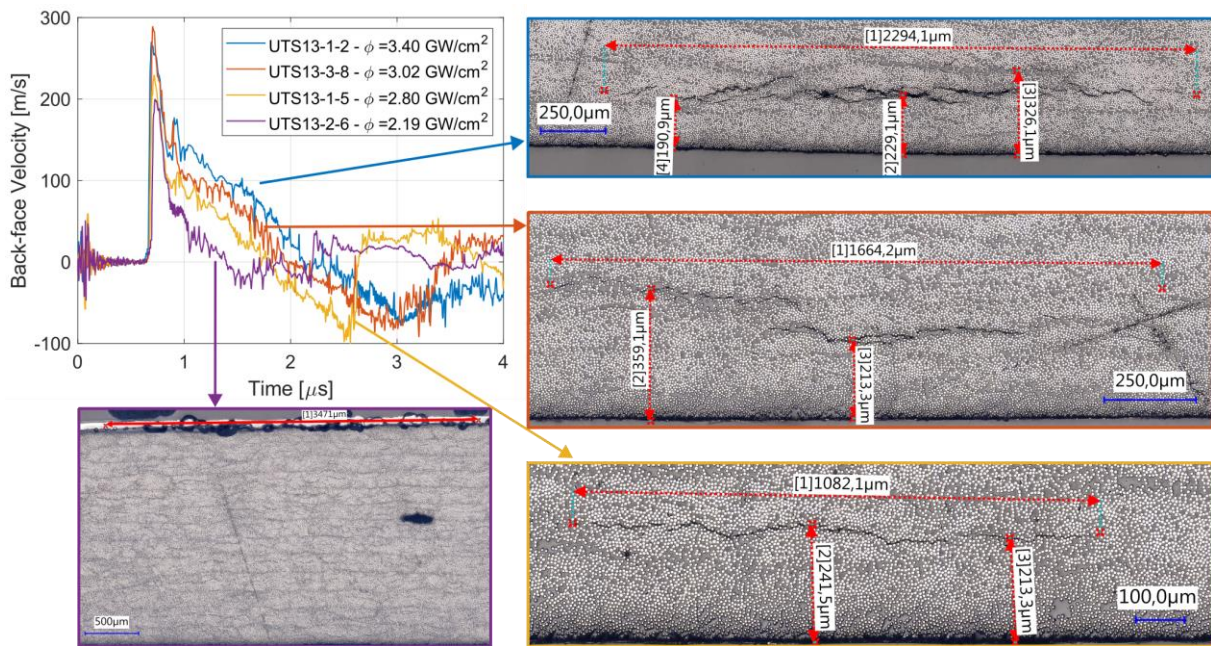 300
200
100
0
-100
Back-face Velocity [m/s]
UTS13-1-2 - ϕ =3.40 GW/cm²
UTS13-3-8 - ϕ =3.02 GW/cm²
UTS13-1-5 - ϕ =2.80 GW/cm²
UTS13-2-6 - ϕ =2.19 GW/cm²
0
1
2
3
4
Time [μs]
[1]2294,1µm
250,0µm
[4]190,9µm
2]229,1µm
[3]326,1µm
[1]1664,2µm
[2]359,1µm
[3]213,3µm
250,0µm
[1]3471µm
500µm
[1]1082,1µm
[2]241,5µm
[3]213,3µm
100,0µm